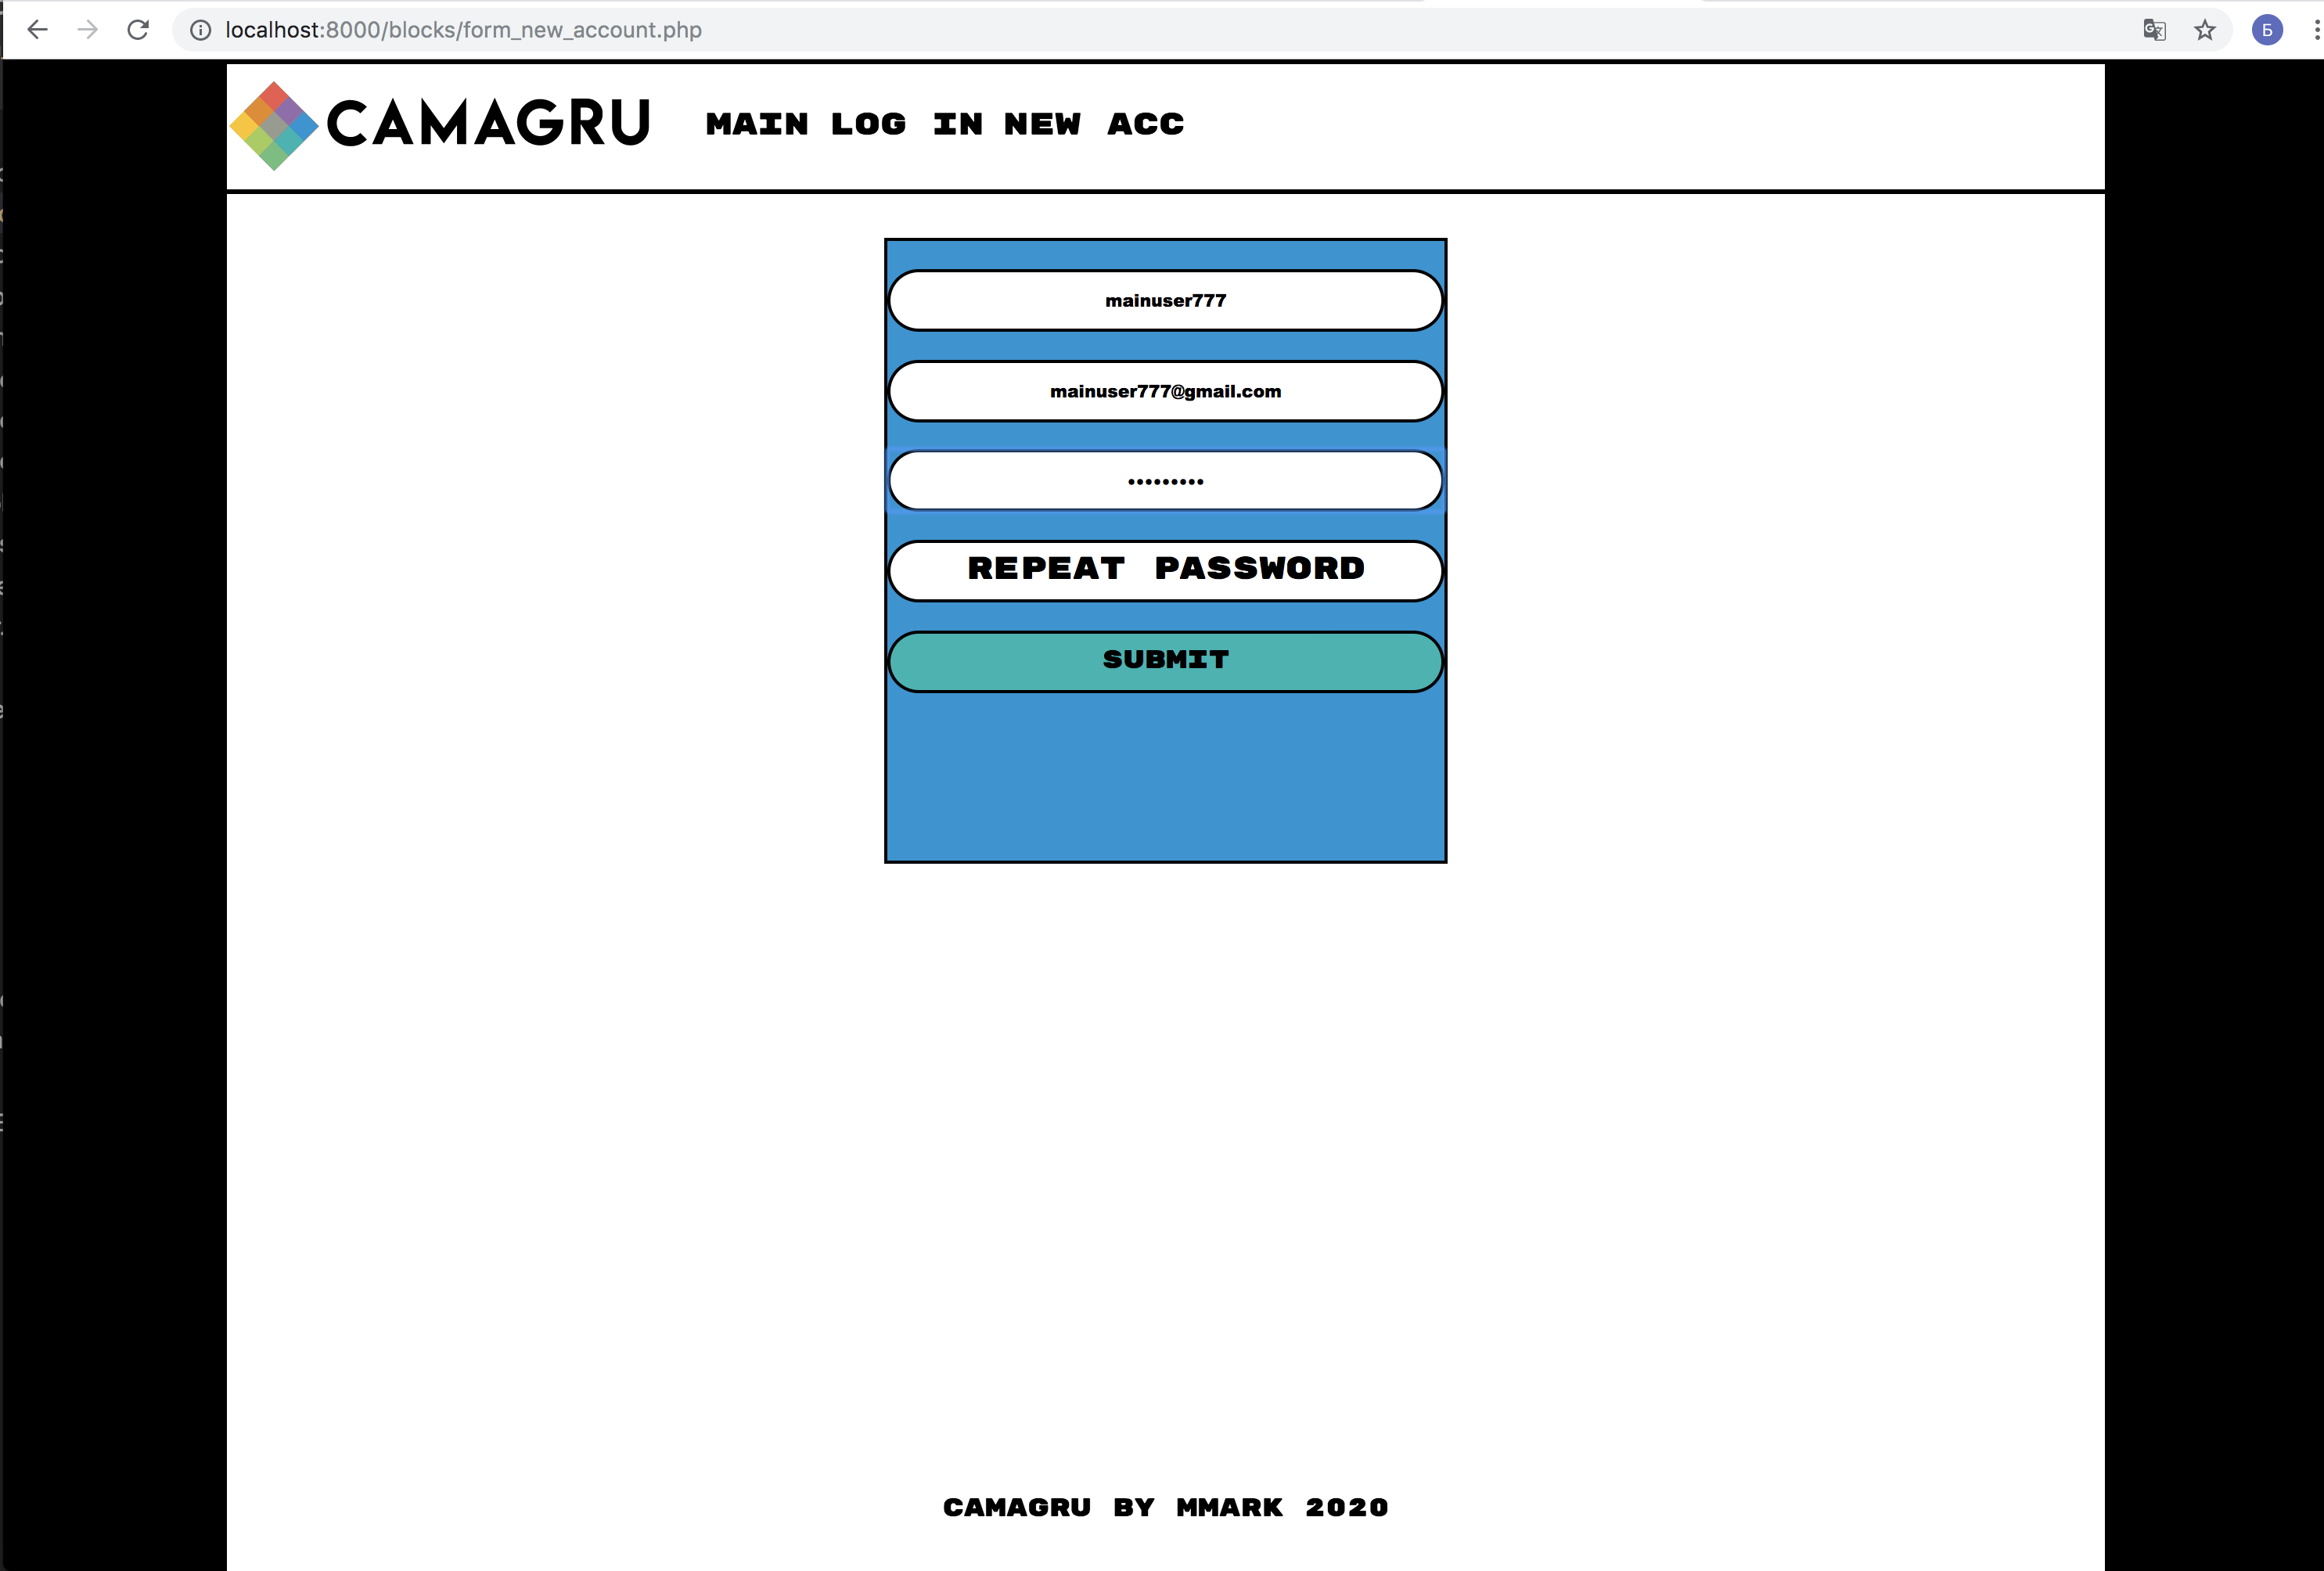 localhost:8000/blocks/form_new_account.php
Б
CAMAGRU MAIN LOG IN NEW ACC
mainuser777
mainuser777@gmail.com
•••••••••
REPEAT PASSWORD
SUBMIT
CAMAGRU BY MMARK 2020